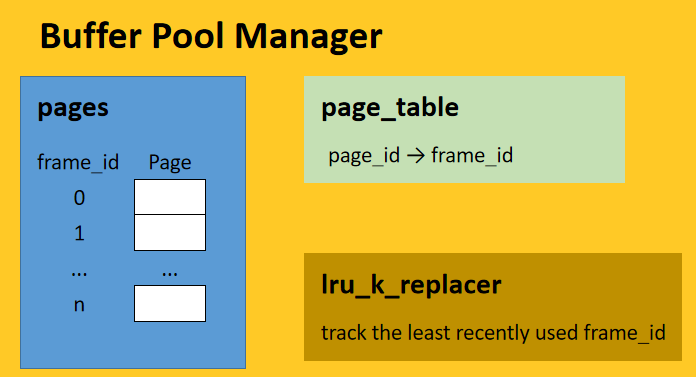 Buffer Pool Manager
pages
frame_id Page
0
1
... ...
n
page_table
page_id → frame_id
lru_k_replacer
track the least recently used frame_id